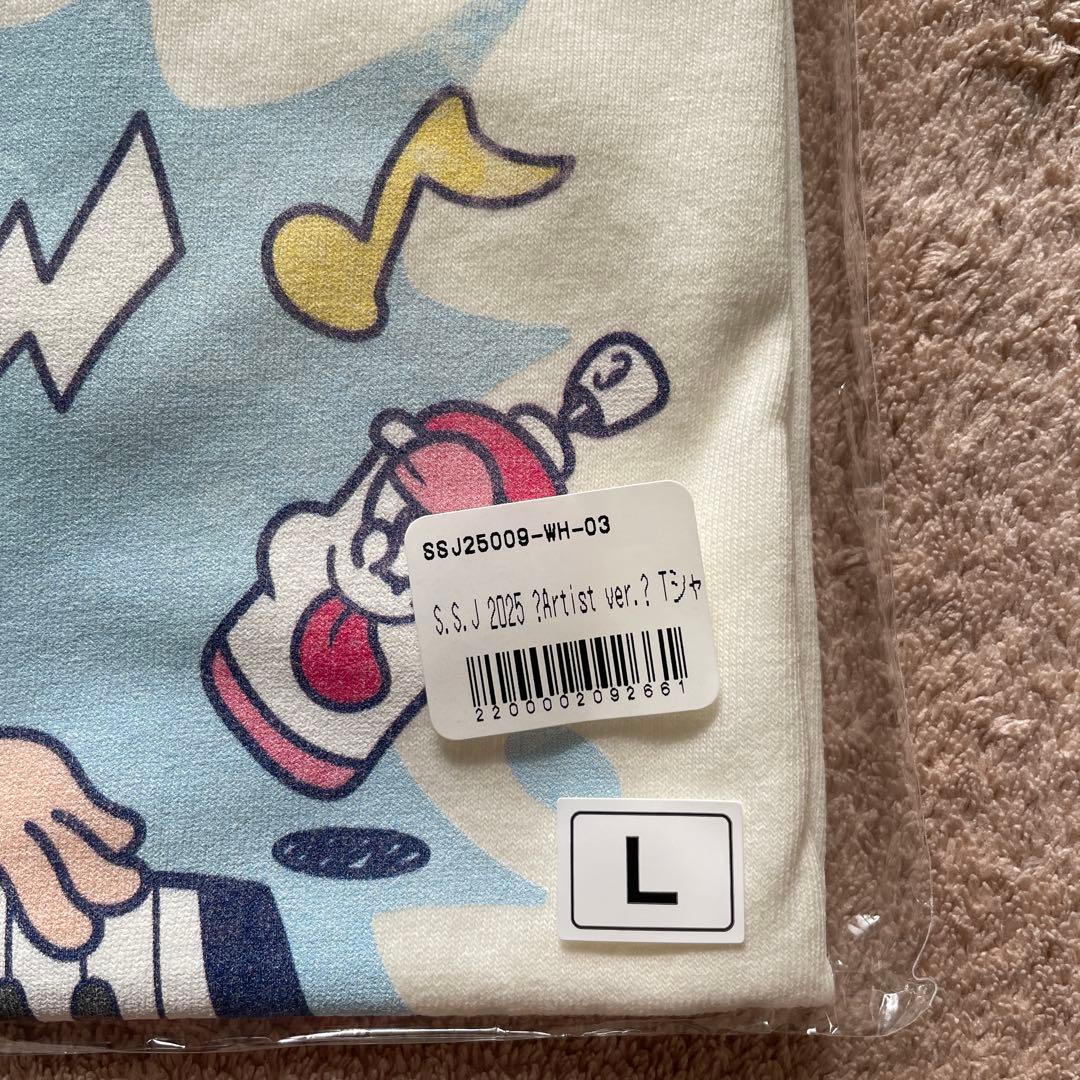 SSJ25009-WH-03
S.S.J 2025 ?Artist ver.? Tシャ
2200002092661
L